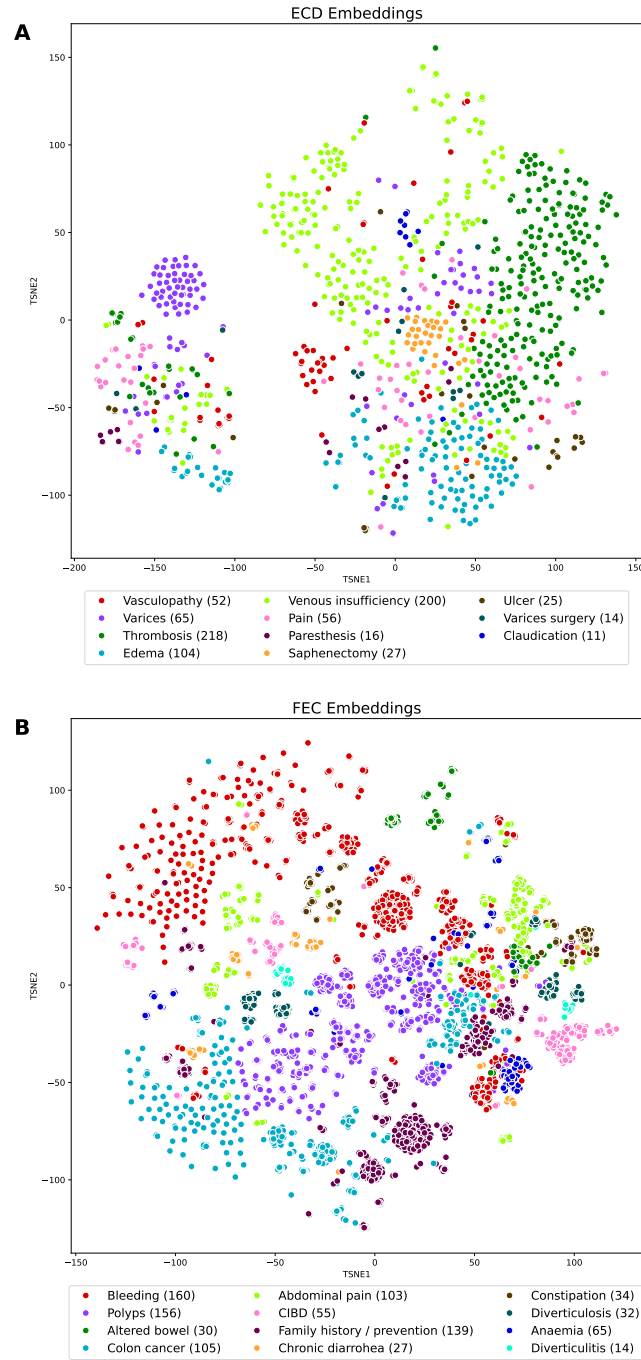 A
ECD Embeddings
150
100
50
0
−50
−100
TSNE2
−200
−150
−100
−50
0
50
100
150
TSNE1
Vasculopathy (52)
Varices (65)
Thrombosis (218)
Edema (104)
Venous insufficiency (200)
Pain (56)
Paresthesis (16)
Saphenectomy (27)
Ulcer (25)
Varices surgery (14)
Claudication (11)
B
FEC Embeddings
100
50
0
−50
−100
TSNE2
−150
−100
−50
0
50
100
TSNE1
Bleeding (160)
Polyps (156)
Altered bowel (30)
Colon cancer (105)
Abdominal pain (103)
CIBD (55)
Family history / prevention (139)
Chronic diarrohea (27)
Constipation (34)
Diverticulosis (32)
Anaemia (65)
Diverticulitis (14)